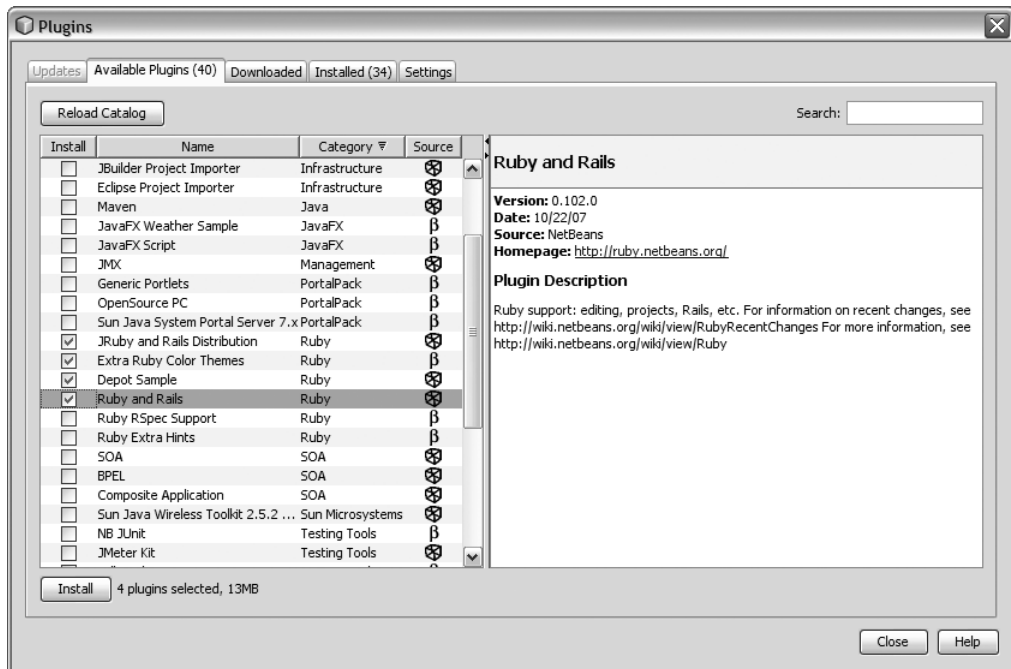 Plugins
Updates Available Plugins (40) Downloaded Installed (34) Settings
Reload Catalog Search:
Install Name Category Source
JBuilder Project Importer Infrastructure
Eclipse Project Importer Infrastructure
Maven Java
JavaFX Weather Sample JavaFX β
JavaFX Script JavaFX β
JMX Management
Generic Portlets PortalPack β
OpenSource PC PortalPack β
Sun Java System Portal Server 7.x PortalPack β
JRuby and Rails Distribution Ruby
Extra Ruby Color Themes Ruby β
Depot Sample Ruby
Ruby and Rails Ruby
Ruby RSpec Support Ruby β
Ruby Extra Hints Ruby β
SOA SOA
BPEL SOA
Composite Application SOA
Sun Java Wireless Toolkit 2.5.2 ... Sun Microsystems
NB JUnit Testing Tools β
JMeter Kit Testing Tools
Ruby and Rails
Version: 0.102.0
Date: 10/22/07
Source: NetBeans
Homepage: http://ruby.netbeans.org/
Plugin Description
Ruby support: editing, projects, Rails, etc. For information on recent changes, see
http://wiki.netbeans.org/wiki/view/RubyRecentChanges For more information, see
http://wiki.netbeans.org/wiki/view/Ruby
Install 4 plugins selected, 13MB
Close Help